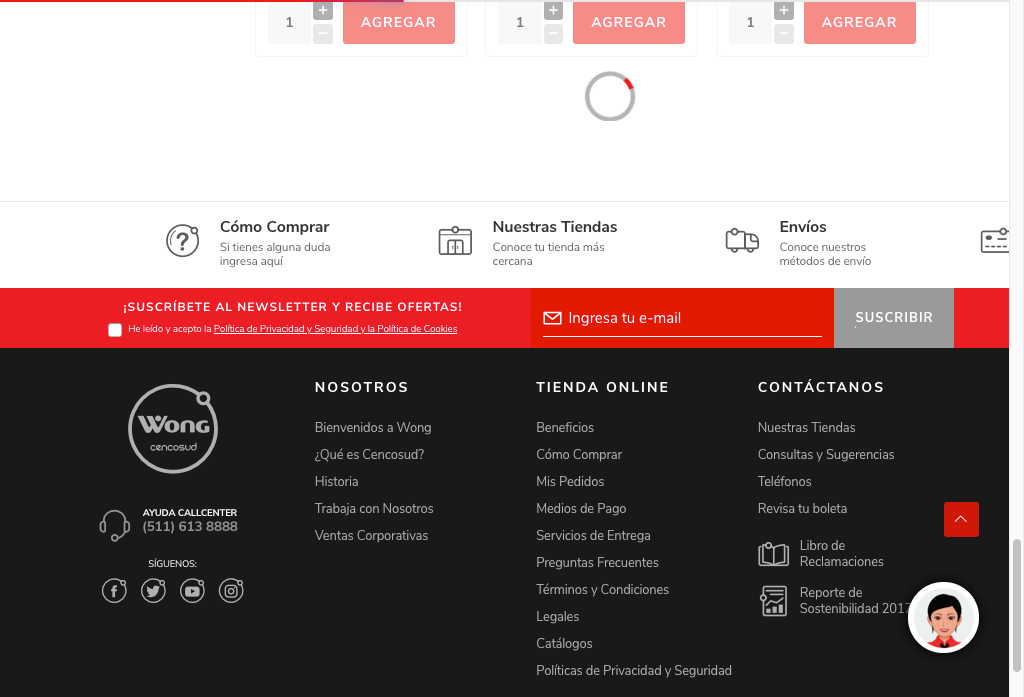 1 + AGREGAR
1 + AGREGAR
1 + AGREGAR
Cómo Comprar
Si tienes alguna duda
ingresa aquí
Nuestras Tiendas
Conoce tu tienda más
cercana
Envíos
Conoce nuestros
métodos de envío
¡SUSCRÍBETE AL NEWSLETTER Y RECIBE OFERTAS!
He leído y acepto la Política de Privacidad y Seguridad y la Política de Cookies
Ingresa tu e-mail
SUSCRIBIR
Wong
cencosud
AYUDA CALLCENTER
(511) 613 8888
SÍGUENOS:
NOSOTROS
Bienvenidos a Wong
¿Qué es Cencosud?
Historia
Trabaja con Nosotros
Ventas Corporativas
TIENDA ONLINE
Beneficios
Cómo Comprar
Mis Pedidos
Medios de Pago
Servicios de Entrega
Preguntas Frecuentes
Términos y Condiciones
Legales
Catálogos
Políticas de Privacidad y Seguridad
CONTÁCTANOS
Nuestras Tiendas
Consultas y Sugerencias
Teléfonos
Revisa tu boleta
Libro de
Reclamaciones
Reporte de
Sostenibilidad 2017